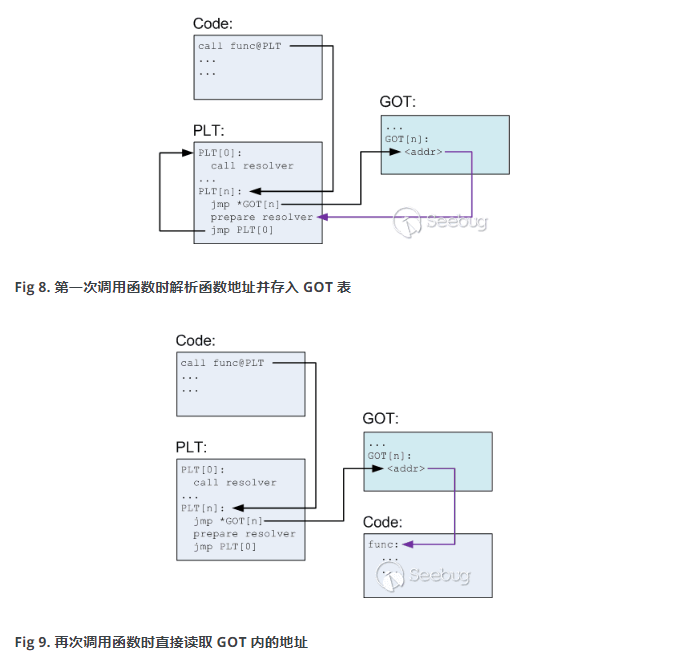 Code:
call func@PLT
...
...
GOT:
...
GOT[n]:
<addr>
PLT:
PLT[0]:
call resolver
...
PLT[n]:
jmp *GOT[n]
prepare resolver
jmp PLT[0]
Seebug
Fig 8. 第一次调用函数时解析函数地址并存入 GOT 表
Code:
call func@PLT
...
...
GOT:
...
GOT[n]:
<addr>
PLT:
PLT[0]:
call resolver
...
PLT[n]:
jmp *GOT[n]
prepare resolver
jmp PLT[0]
Code:
func:
...
...
Seebug
Fig 9. 再次调用函数时直接读取 GOT 内的地址